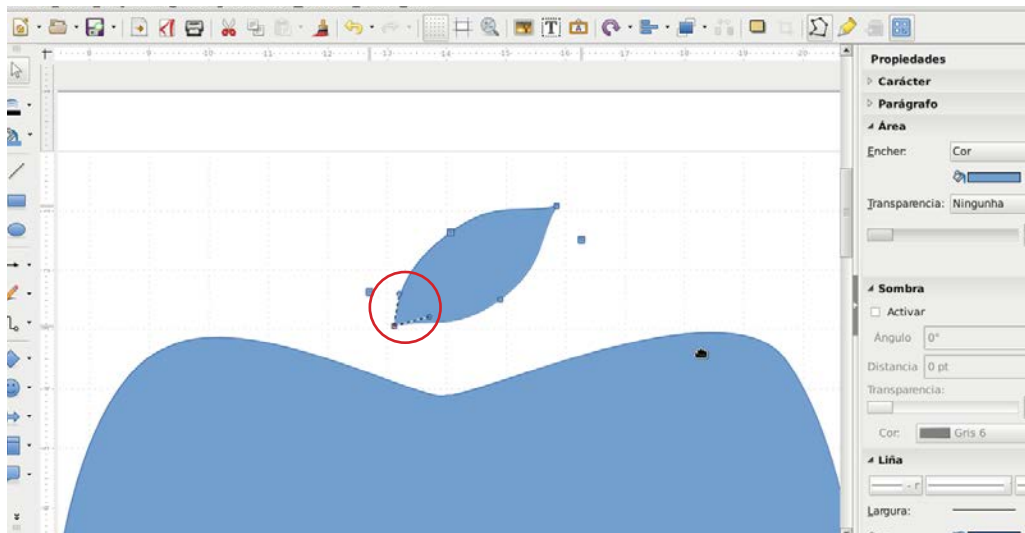 Propiedades
Carácter
Parágrafo
Área
Encher: Cor
Transparencia: Ningunha
Sombra
Activar
Ángulo 0°
Distancia 0 pt
Transparencia:
Cor: Gris 6
Liña
Largura: